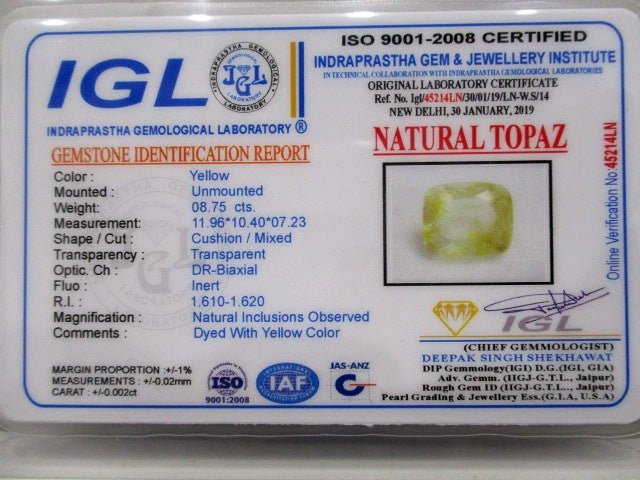 IGL
INDRAPRASTHA GEMOLOGICAL LABORATORY ®
ISO 9001-2008 CERTIFIED
INDRAPRASTHA GEM & JEWELLERY INSTITUTE
IN TECHNICAL COLLABORATION WITH INDRAPRASTHA GEMOLOGICAL LABORATORIES
ORIGINAL LABORATORY CERTIFICATE
Ref. No. Igl/45214LN/30/01/19/LN-W.S/14
NEW DELHI, 30 JANUARY, 2019
GEMSTONE IDENTIFICATION REPORT
NATURAL TOPAZ
Color : Yellow
Mounted : Unmounted
Weight: 08.75 cts.
Measurement: 11.96*10.40*07.23
Shape / Cut : Cushion / Mixed
Transparency : Transparent
Optic. Ch : DR-Biaxial
Fluo : Inert
R.I. : 1.610-1.620
Magnification : Natural Inclusions Observed
Comments : Dyed With Yellow Color
Online Verification No. 45214LN
MARGIN PROPORTION :+/-1%
MEASUREMENTS : +/-0.02mm
CARAT : +/-0.002ct
ISO
9001:2008
IAF
JAS-ANZ
IGL
(CHIEF GEMMOLOGIST)
DEEPAK SINGH SHEKHAWAT
DIP Gemmology(IGI) D.G.(IGI, GIA)
Adv. Gemm. (IIGJ-G.T.L., Jaipur)
Rough Gem ID (IIGJ-G.T.L., Jaipur)
Pearl Grading & Jewellery Ess.(G.I.A, U.S.A)